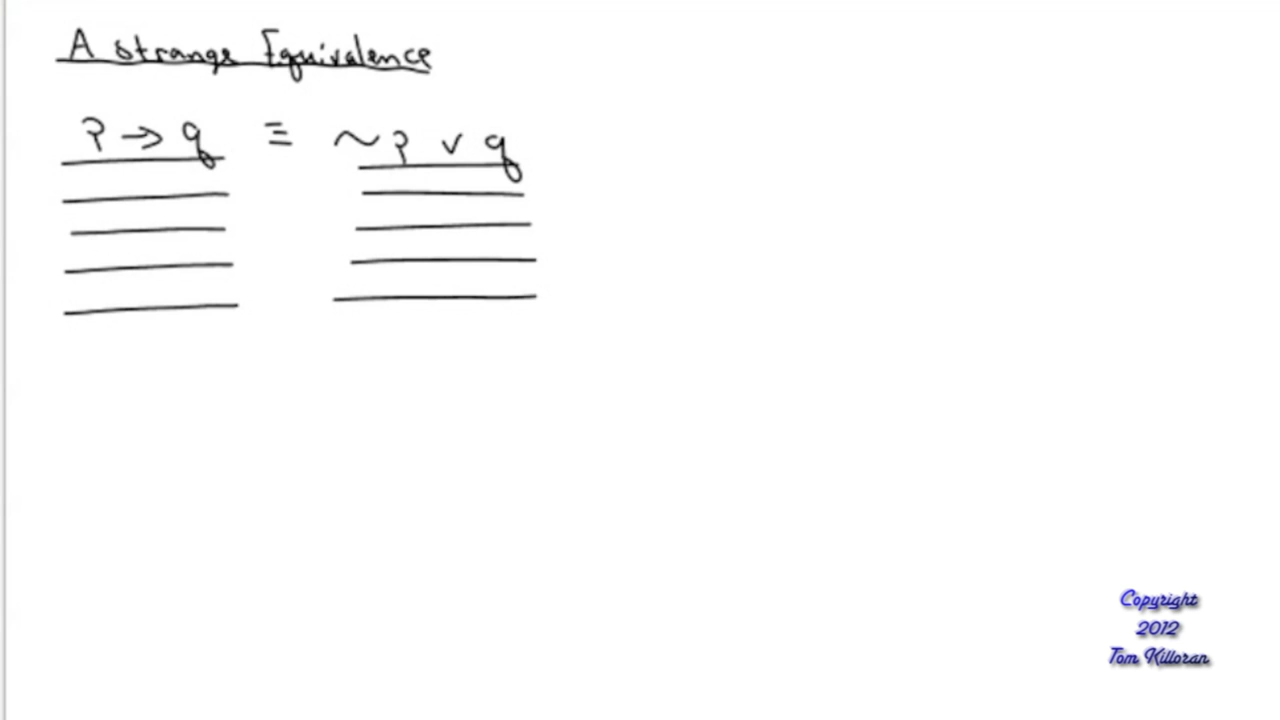 A strange Equivalence
p → q ≡ ~p ∨ q
Copyright
2012
Tom Killoran